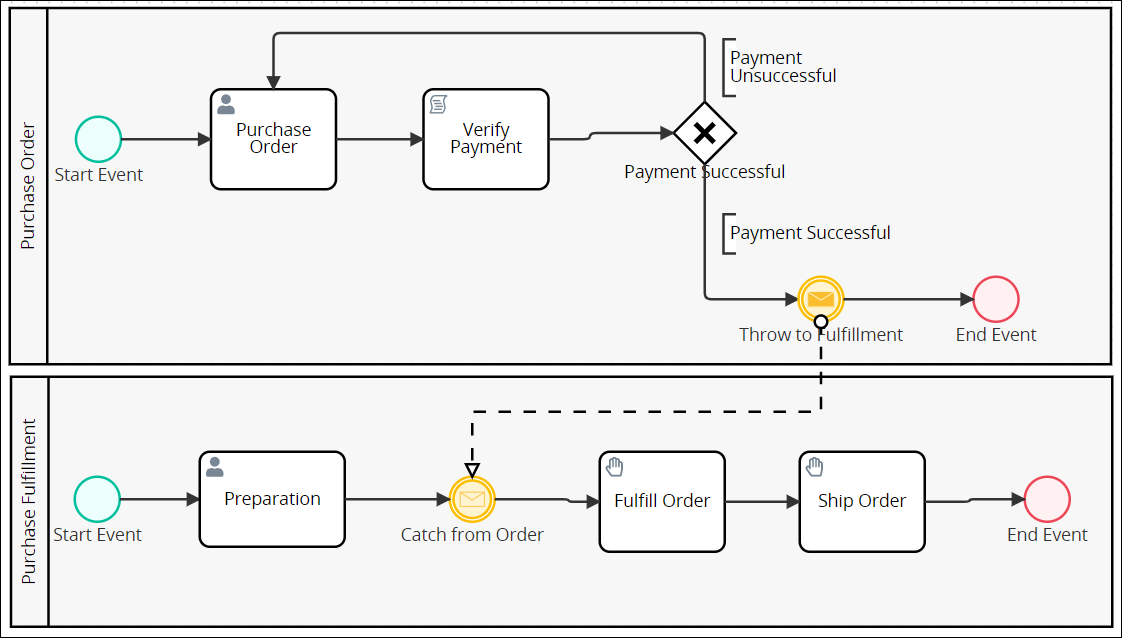 Purchase Order
Start Event
Purchase
Order
Verify
Payment
Payment Successful
Payment
Unsuccessful
Payment Successful
Throw to Fulfillment
End Event
Purchase Fulfillment
Start Event
Preparation
Catch from Order
Fulfill Order
Ship Order
End Event